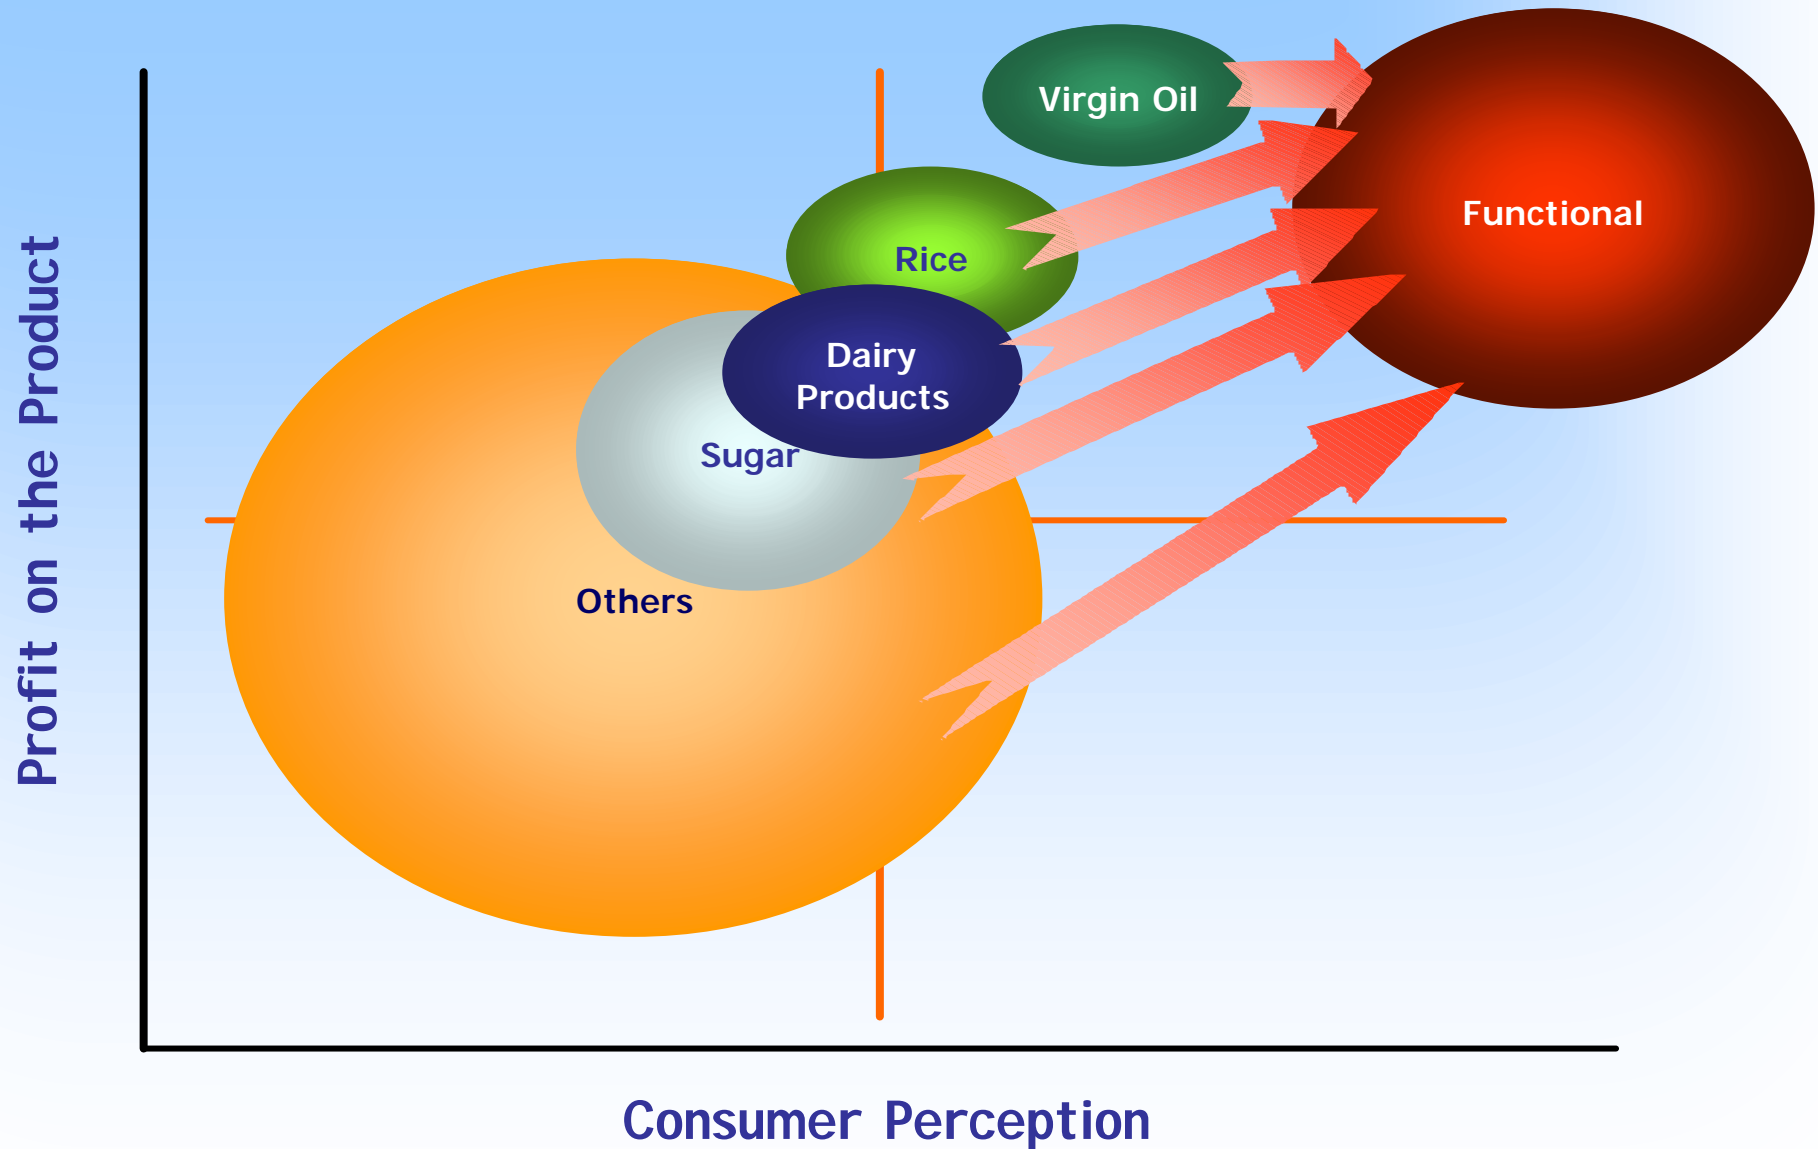 Virgin Oil
Functional
Rice
Dairy
Products
Sugar
Others
Profit on the Product
Consumer Perception